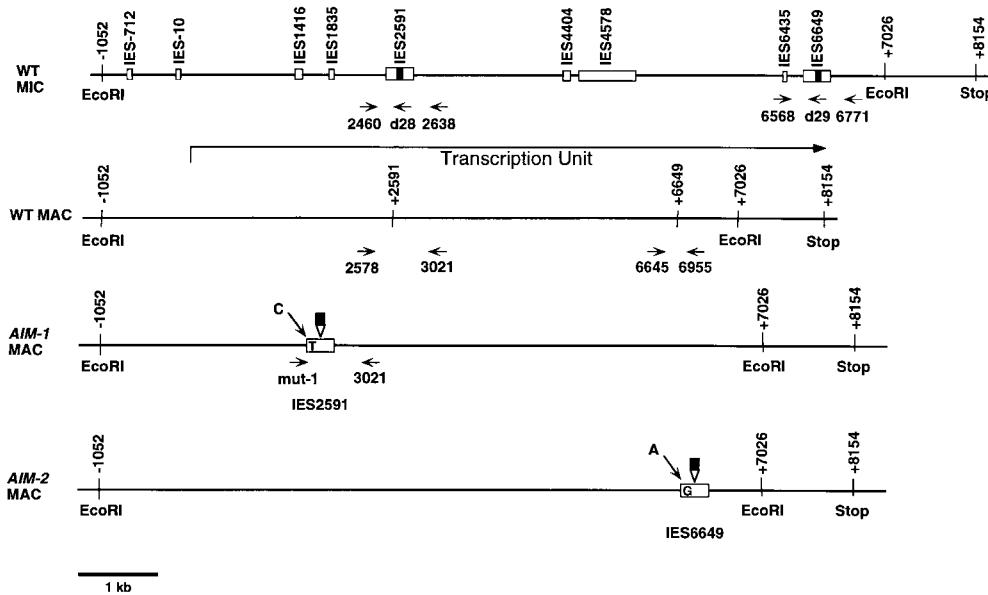 -1052
IES-712
IES-10
IES1416
IES1835
IES2591
IES4404
IES4578
IES6435
IES6649
+7026
+8154
WT
MIC
EcoRI
EcoRI
Stop
2460 d28 2638
6568 d29 6771
Transcription Unit
-1052
+2591
+6649
+7026
+8154
WT MAC
EcoRI
EcoRI
Stop
2578
3021
6645
6955
-1052
C
+7026
+8154
AIM-1
MAC
T
EcoRI
EcoRI
Stop
mut-1
3021
IES2591
-1052
A
+7026
+8154
AIM-2
MAC
G
EcoRI
EcoRI
Stop
IES6649
1 kb